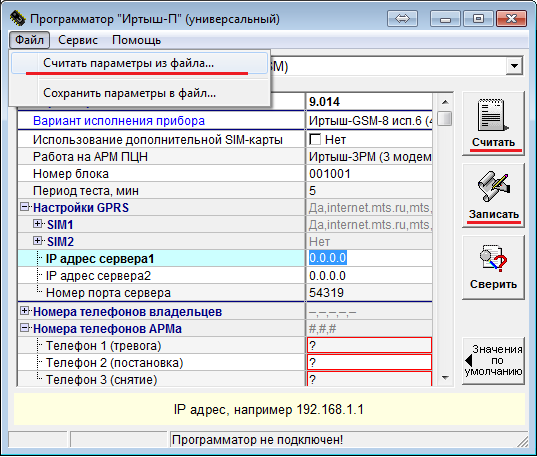 Программатор "Иртыш-П" (универсальный)
Файл Сервис Помощь
Считать параметры из файла...
Сохранить параметры в файл...
9.014
Вариант исполнения прибора Иртыш-GSM-8 исп.6 (4
Использование дополнительной SIM-карты Нет
Работа на АРМ ПЦН Иртыш-3РМ (3 модем
Номер блока 001001
Период теста, мин 5
Настройки GPRS Да,internet.mts.ru,mts,
SIM1 Да,internet.mts.ru,mts,
SIM2 Нет
IP адрес сервера1 0.0.0.0
IP адрес сервера2 0.0.0.0
Номер порта сервера 54319
Номера телефонов владельцев –,–,–,–,–
Номера телефонов АРМа #,#,#
Телефон 1 (тревога) ?
Телефон 2 (постановка) ?
Телефон 3 (снятие) ?
Считать
Записать
Сверить
Значения
по
умолчанию
IP адрес, например 192.168.1.1
Программатор не подключен!